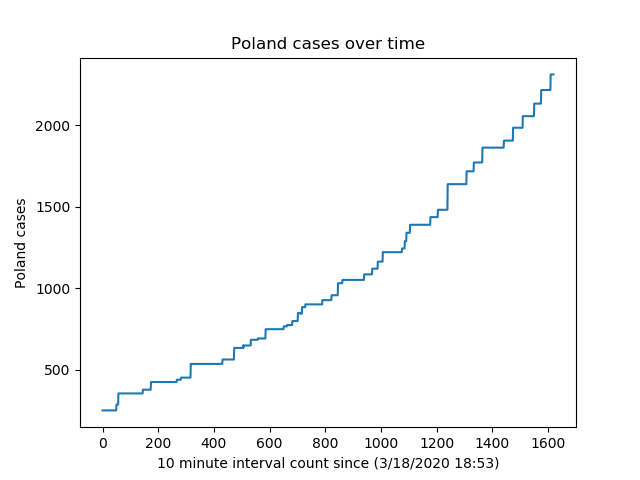 Poland cases over time
2000
1500
1000
500
Poland cases
0 200 400 600 800 1000 1200 1400 1600
10 minute interval count since (3/18/2020 18:53)